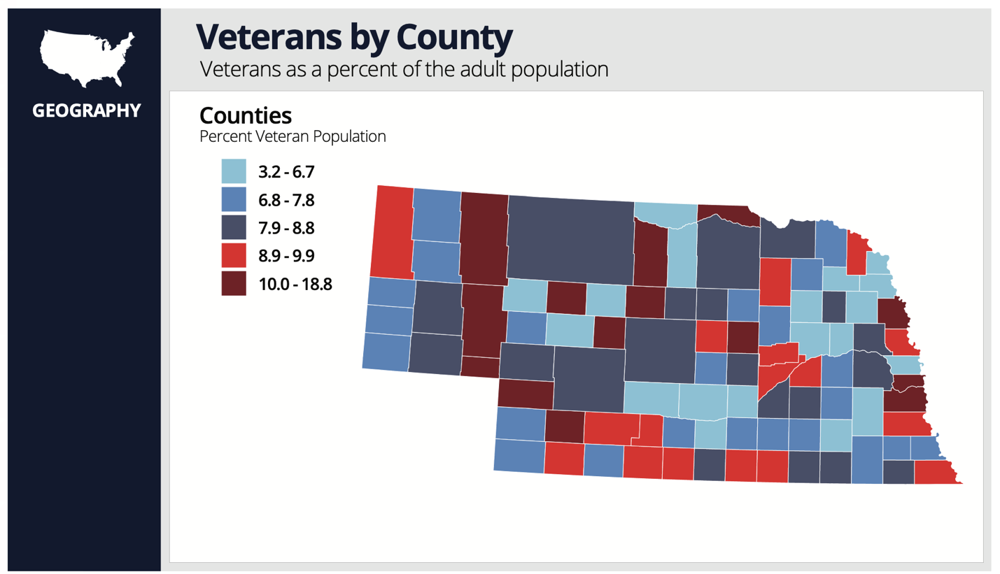 GEOGRAPHY
Veterans by County
Veterans as a percent of the adult population
Counties
Percent Veteran Population
3.2 - 6.7
6.8 - 7.8
7.9 - 8.8
8.9 - 9.9
10.0 - 18.8